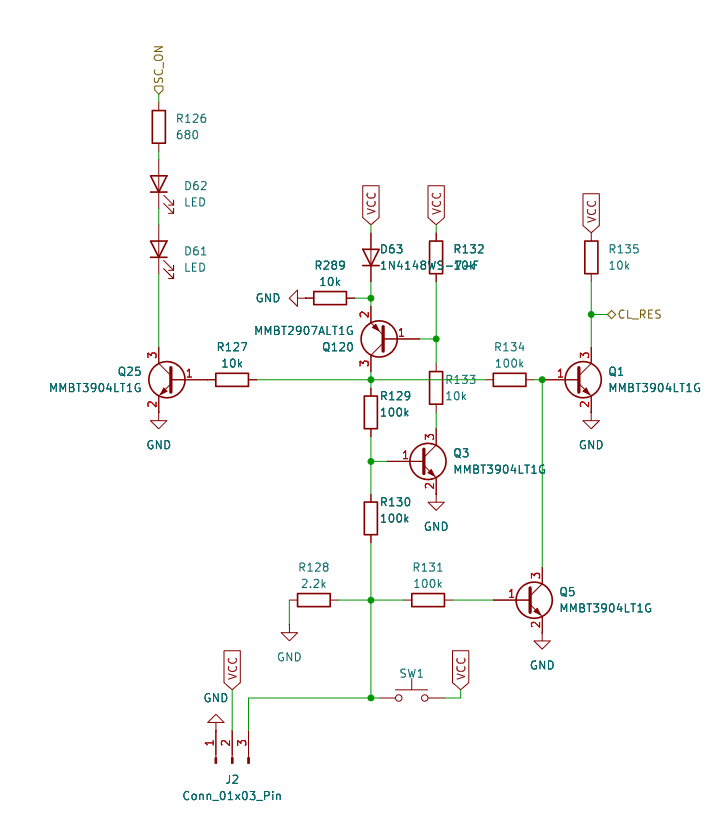 SC_ON
R126
680
D62
LED
D61
LED
VCC
VCC
VCC
D63
1N4148WS-7-F
R132
10k
R135
10k
R289
10k
GND
CL_RES
2
MMBT2907ALT1G
Q120
1
3
R127
10k
R134
100k
3
Q25
MMBT3904LT1G
1
2
GND
R133
10k
3
Q1
MMBT3904LT1G
1
2
GND
R129
100k
3
Q3
MMBT3904LT1G
1
2
GND
R130
100k
R128
2.2k
GND
R131
100k
3
Q5
MMBT3904LT1G
1
2
GND
VCC
SW1
VCC
GND
1
2
3
J2
Conn_01x03_Pin